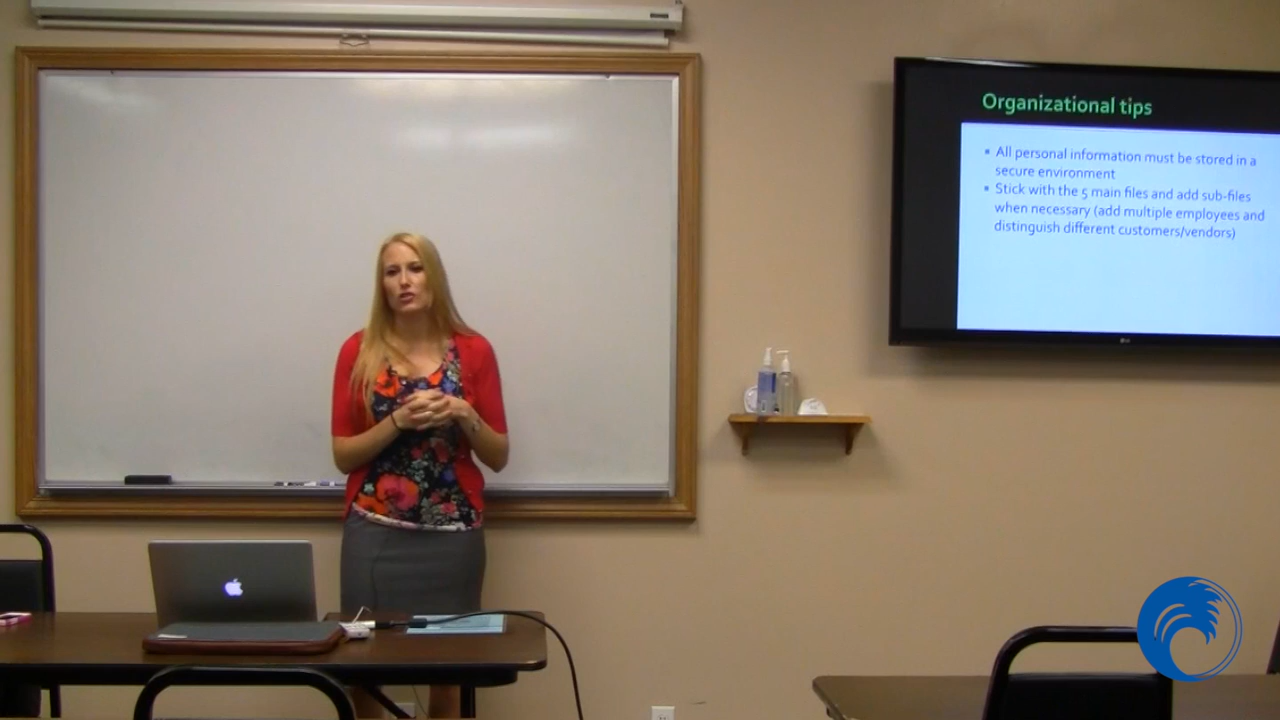 Organizational tips
▪ All personal information must be stored in a
secure environment
▪ Stick with the 5 main files and add sub-files
when necessary (add multiple employees and
distinguish different customers/vendors)
LG